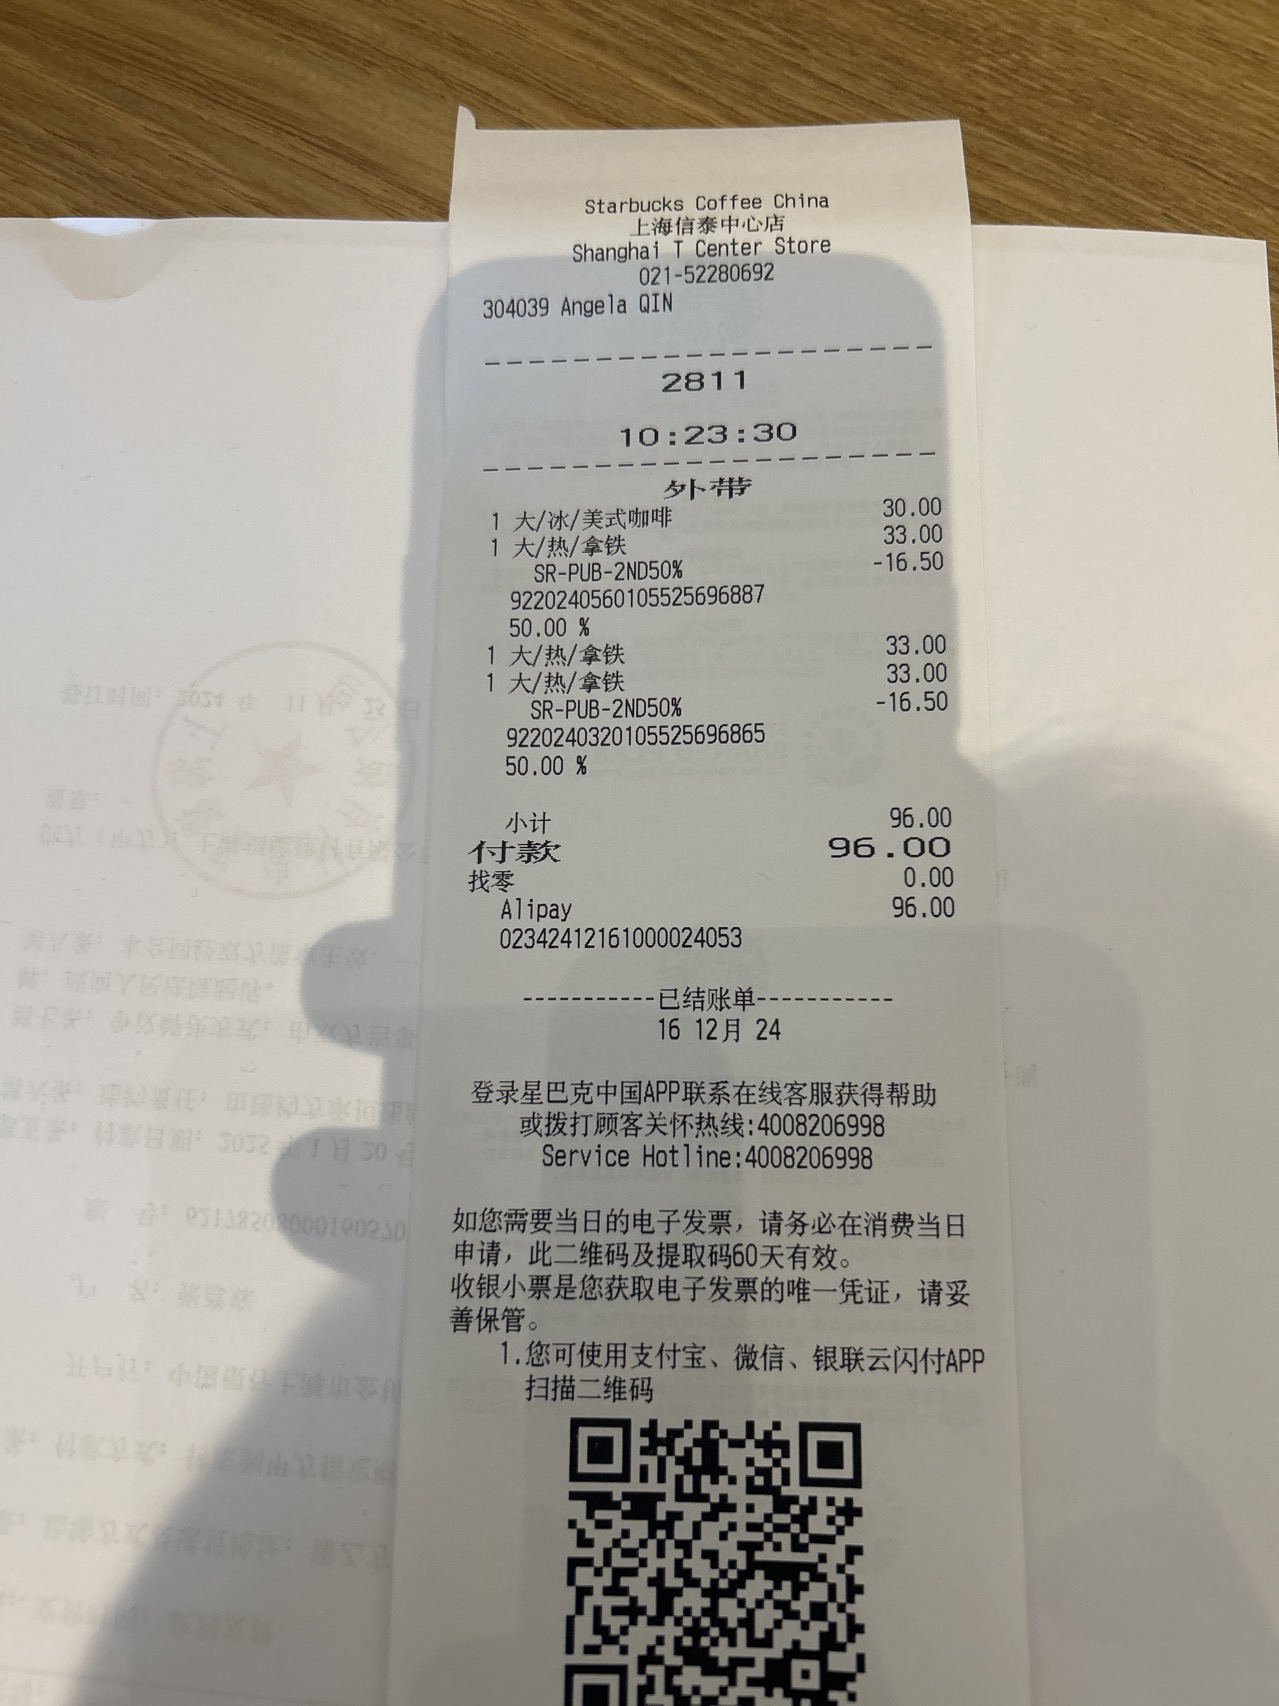 Starbucks Coffee China
上海信泰中心店
Shanghai T Center Store
021-52280692
304039 Angela QIN
--------------------
2811
10:23:30
--------------------
外带
1 大/冰/美式咖啡 30.00
1 大/热/拿铁 33.00
SR-PUB-2ND50% -16.50
9220240560105525696887
50.00 %
1 大/热/拿铁 33.00
1 大/热/拿铁 33.00
SR-PUB-2ND50% -16.50
9220240320105525696865
50.00 %
小计 96.00
付款 96.00
找零 0.00
Alipay 96.00
02342412161000024053
-----------已结账单-----------
16 12月 24
登录星巴克中国APP联系在线客服获得帮助
或拨打顾客关怀热线:4008206998
Service Hotline:4008206998
如您需要当日的电子发票，请务必在消费当日
申请，此二维码及提取码60天有效。
收银小票是您获取电子发票的唯一凭证，请妥
善保管。
1.您可使用支付宝、微信、银联云闪付APP
扫描二维码